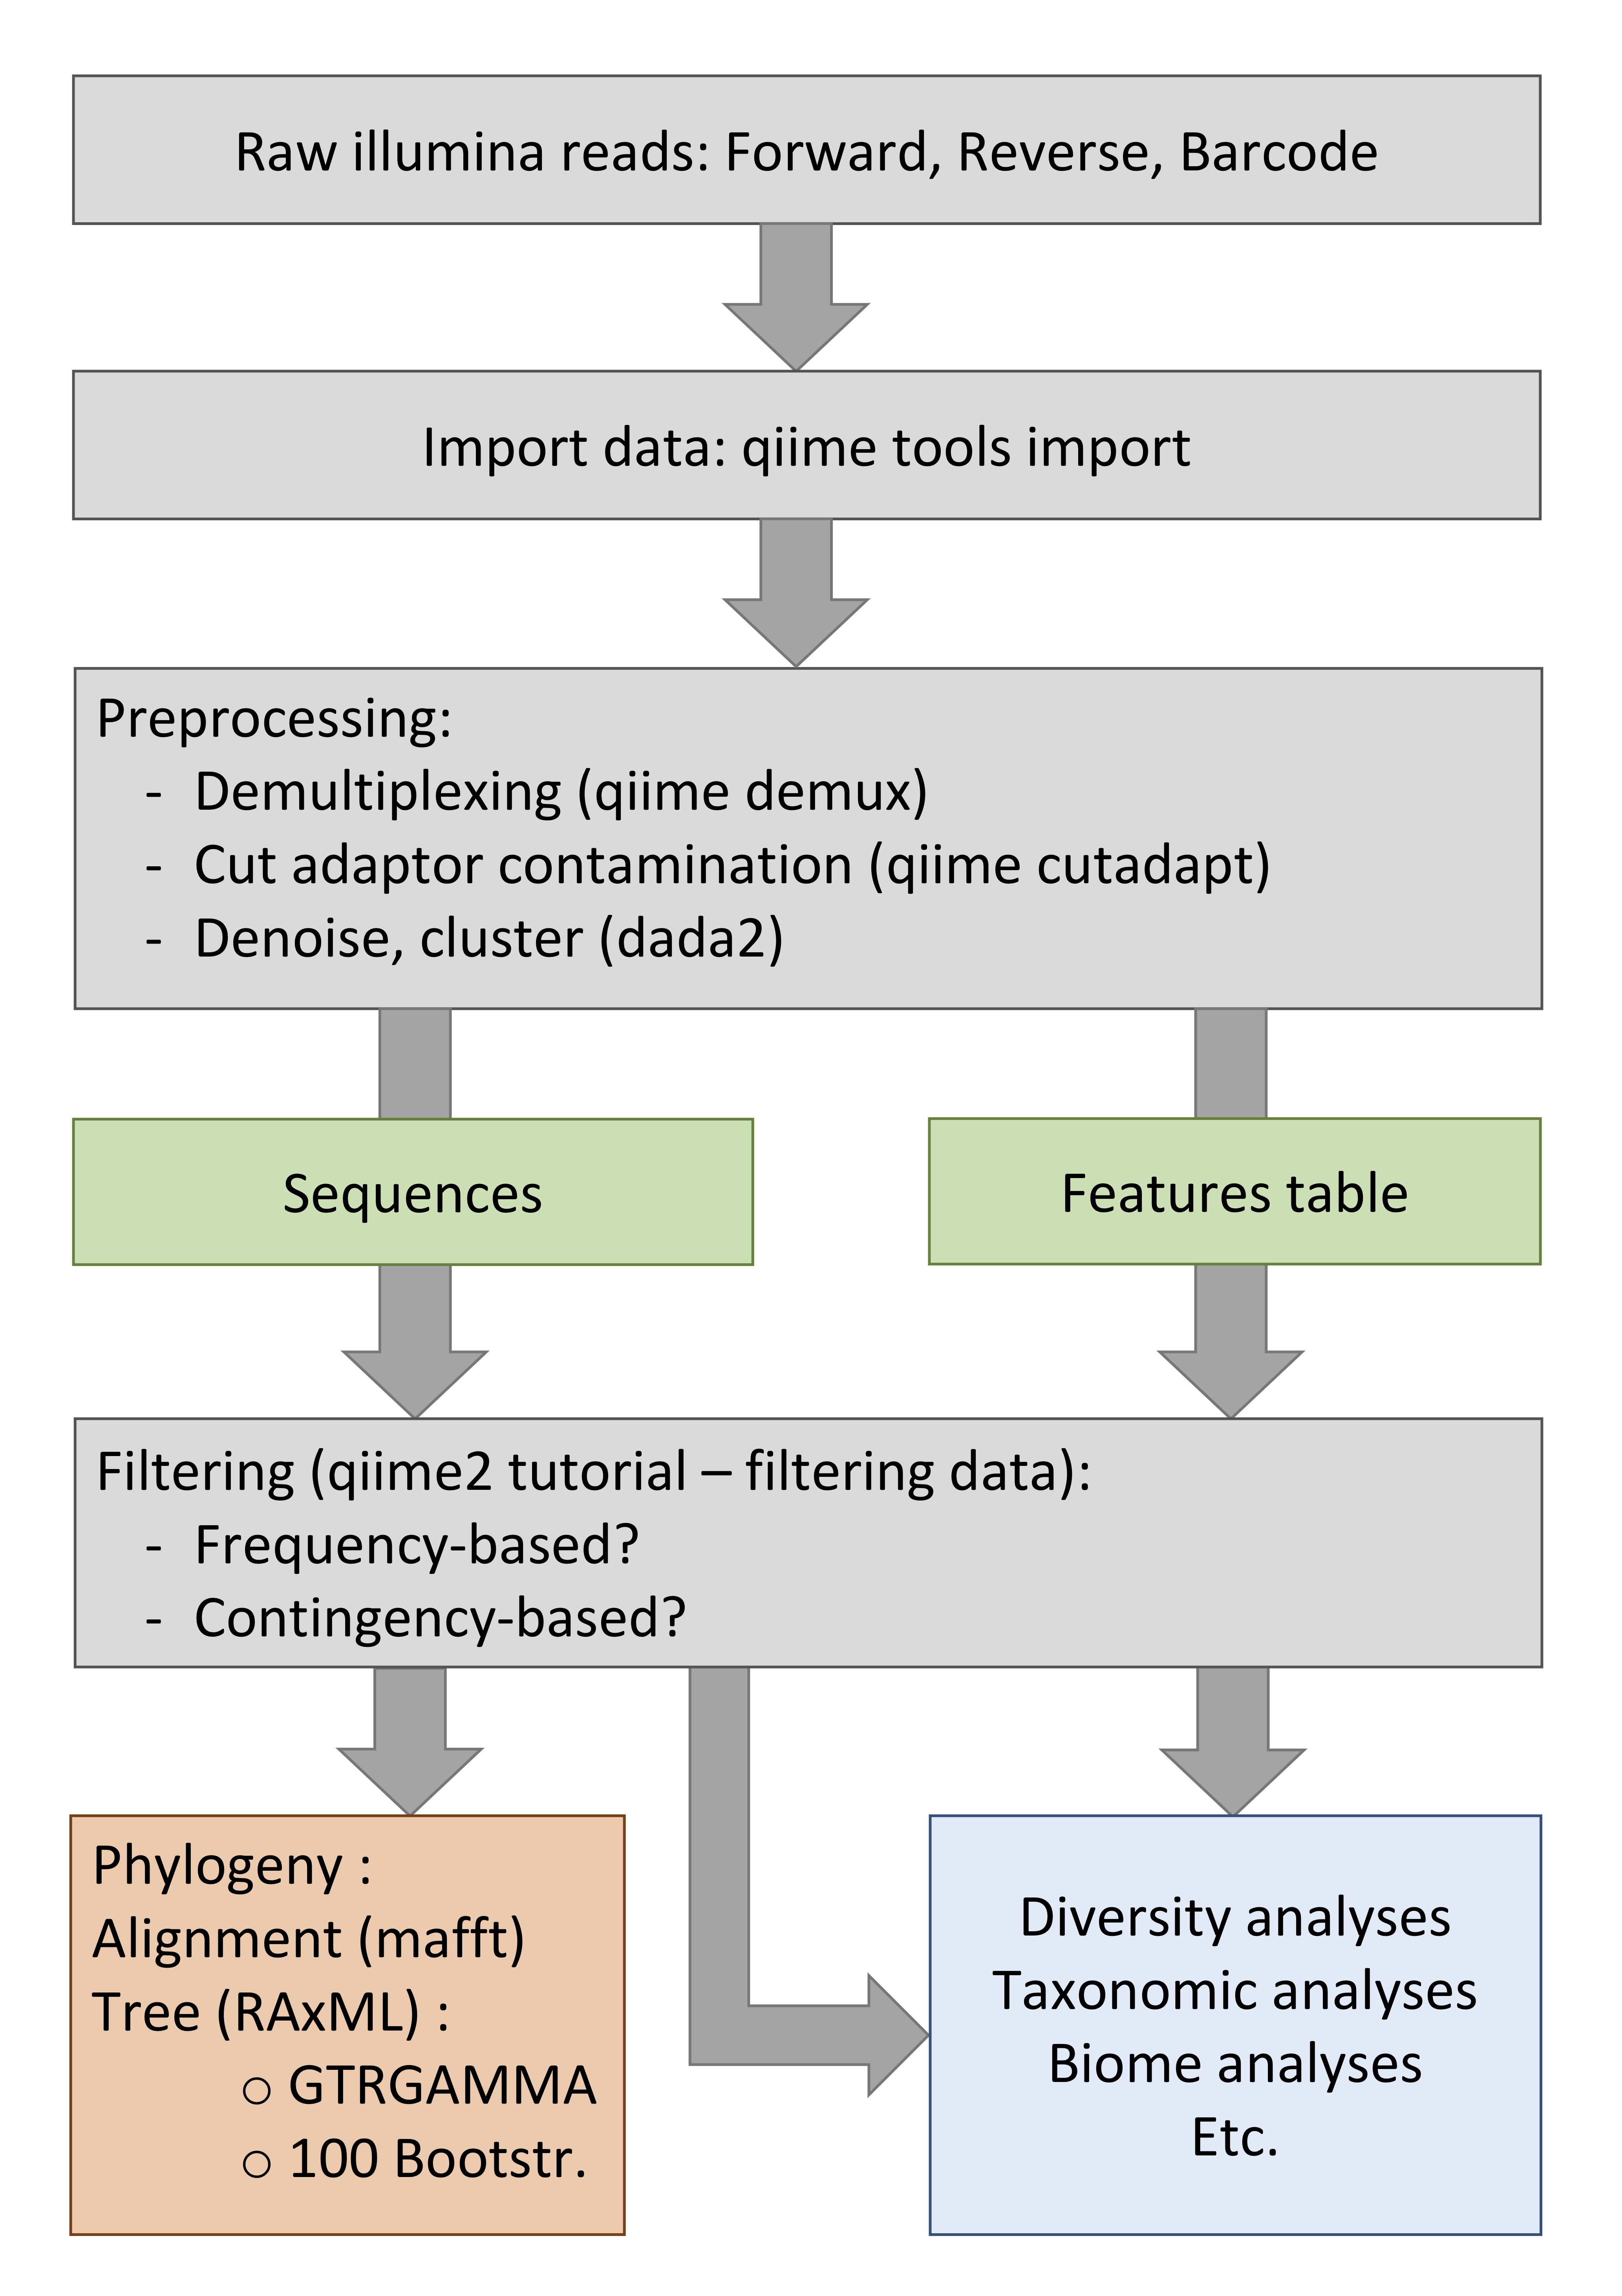 Raw illumina reads: Forward, Reverse, Barcode
Import data: qiime tools import
Preprocessing:
- Demultiplexing (qiime demux)
- Cut adaptor contamination (qiime cutadapt)
- Denoise, cluster (dada2)
Sequences
Features table
Filtering (qiime2 tutorial – filtering data):
- Frequency-based?
- Contingency-based?
Phylogeny :
Alignment (mafft)
Tree (RAxML) :
○ GTRGAMMA
○ 100 Bootstr.
Diversity analyses
Taxonomic analyses
Biome analyses
Etc.